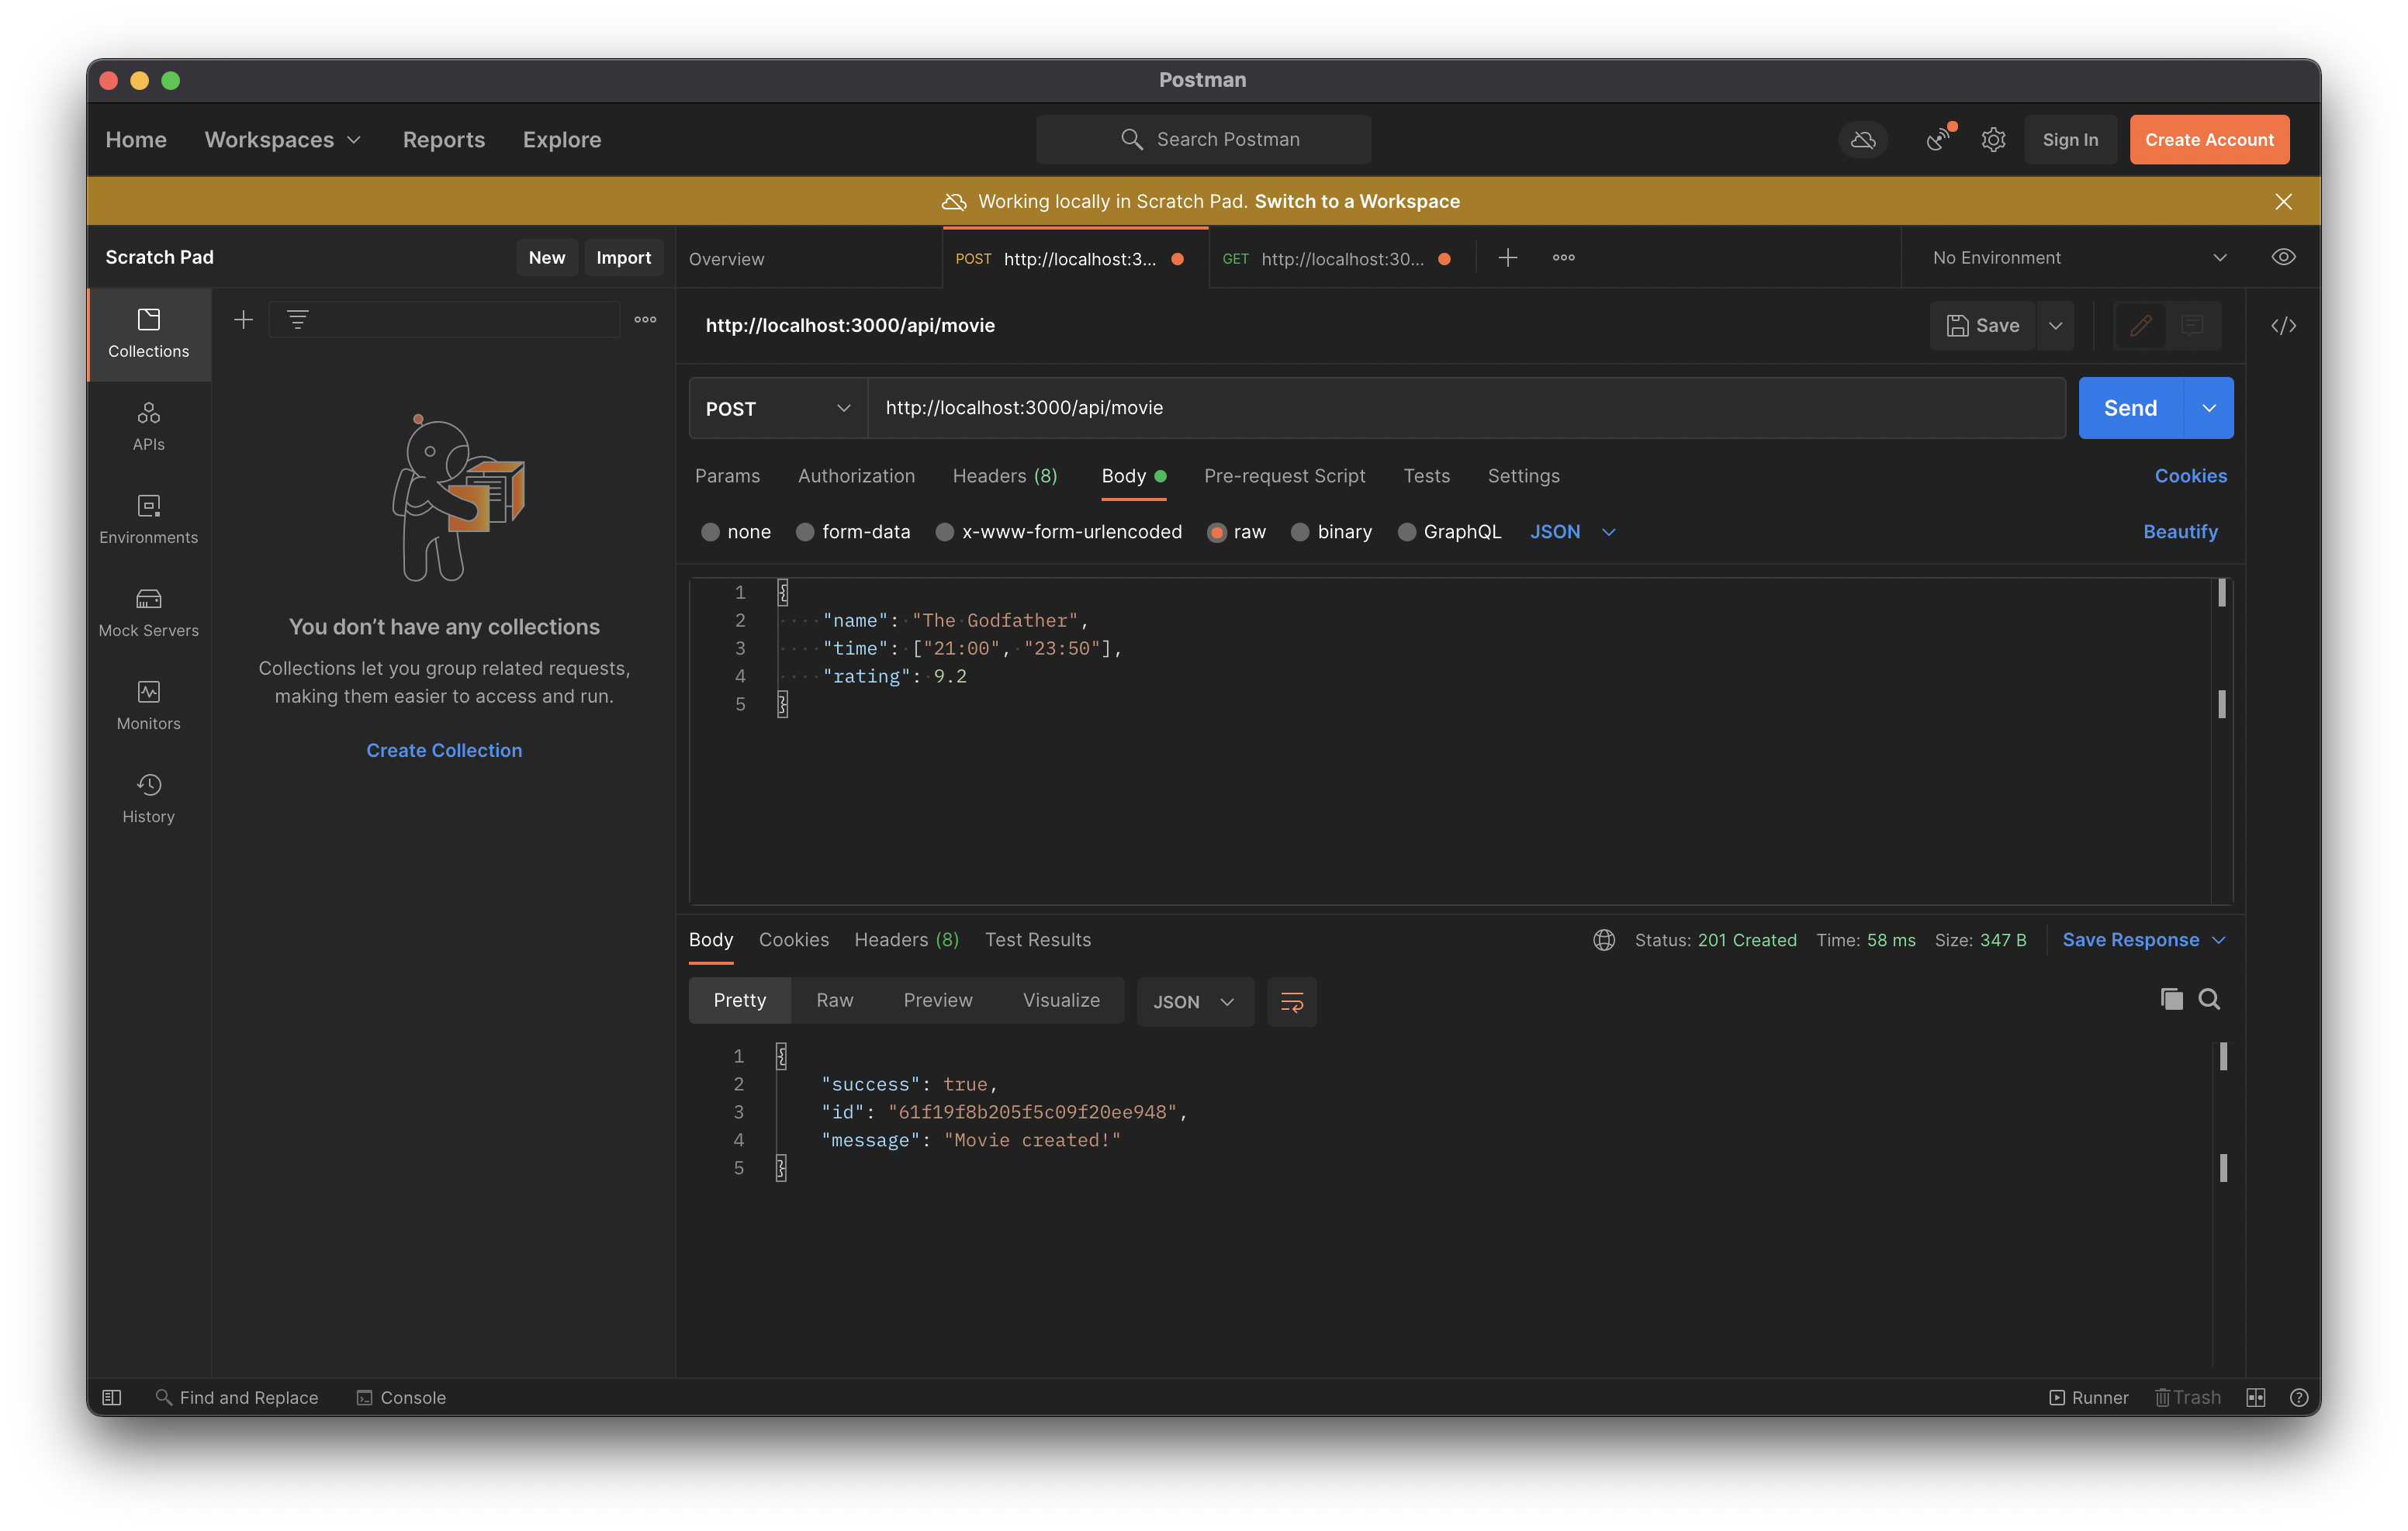 Postman
Home Workspaces Reports Explore Search Postman Sign In Create Account
Working locally in Scratch Pad. Switch to a Workspace
Scratch Pad New Import Overview POST http://localhost:3... GET http://localhost:30... No Environment
Collections
APIs
Environments
Mock Servers
Monitors
History
You don’t have any collections
Collections let you group related requests,
making them easier to access and run.
Create Collection
http://localhost:3000/api/movie Save
POST http://localhost:3000/api/movie Send
Params Authorization Headers (8) Body Pre-request Script Tests Settings Cookies
none form-data x-www-form-urlencoded raw binary GraphQL JSON Beautify
1 {
2 "name": "The Godfather",
3 "time": ["21:00", "23:50"],
4 "rating": 9.2
5 }
Body Cookies Headers (8) Test Results Status: 201 Created Time: 58 ms Size: 347 B Save Response
Pretty Raw Preview Visualize JSON
1 {
2 "success": true,
3 "id": "61f19f8b205f5c09f20ee948",
4 "message": "Movie created!"
5 }
Find and Replace Console Runner Trash